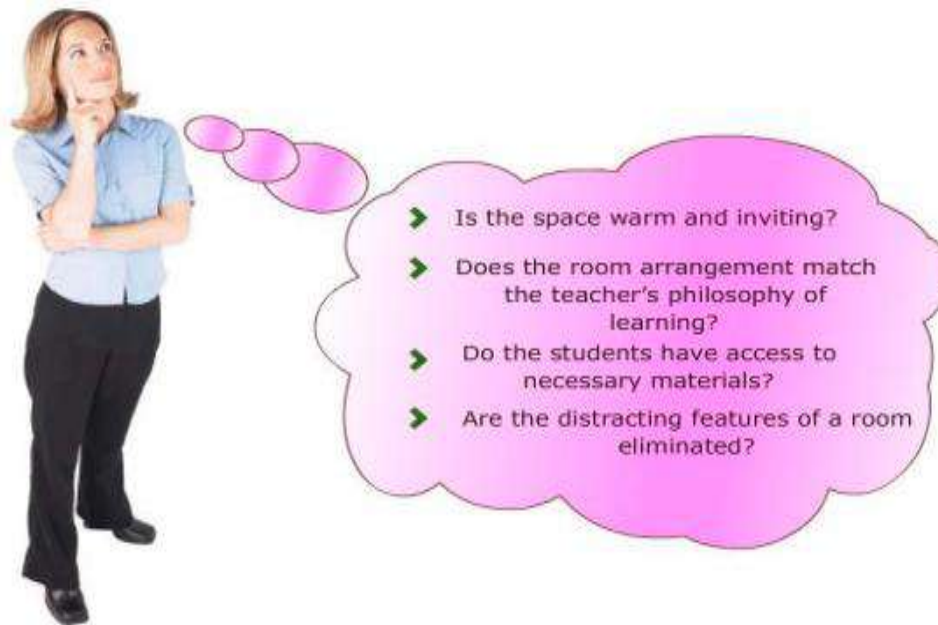 Is the space warm and inviting?
Does the room arrangement match
the teacher's philosophy of
learning?
Do the students have access to
necessary materials?
Are the distracting features of a room
eliminated?